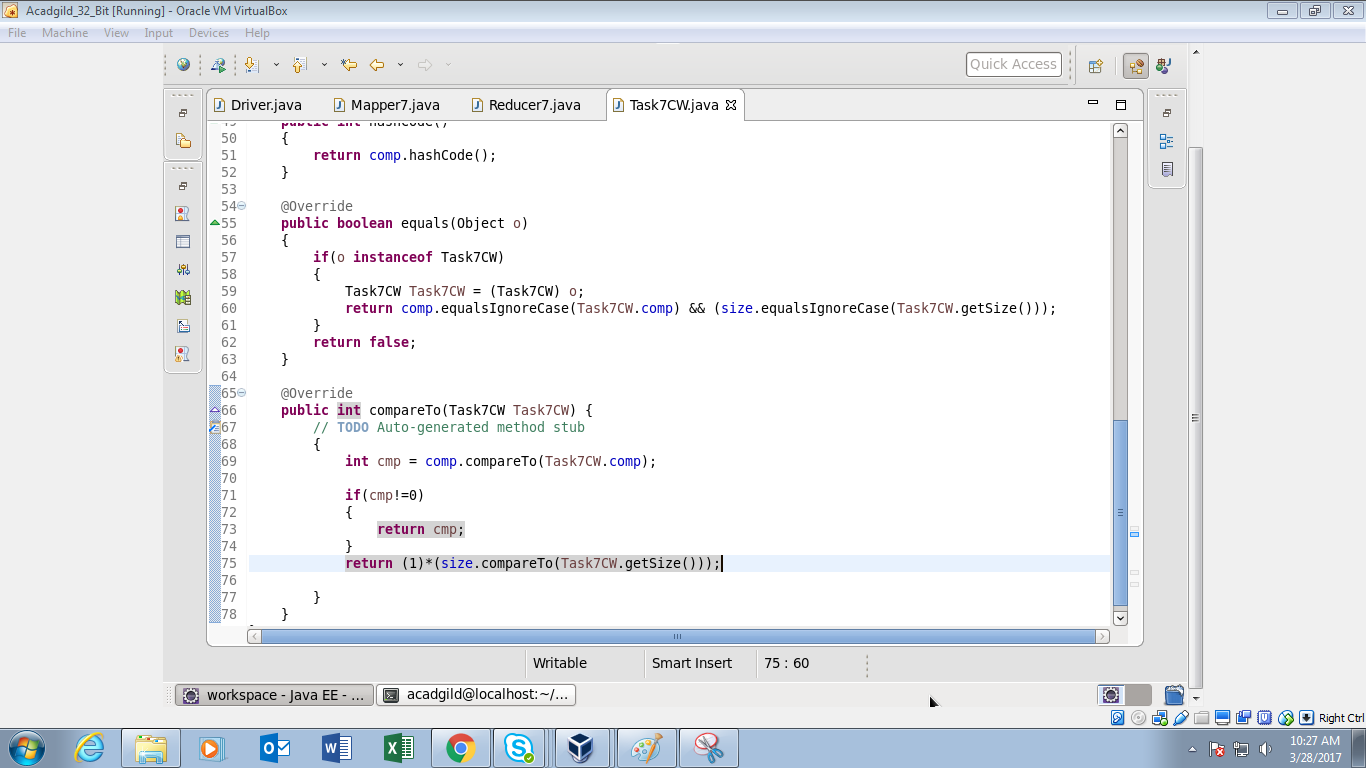 Acadgild_32_Bit [Running] - Oracle VM VirtualBox
File Machine View Input Devices Help
Quick Access
Driver.java Mapper7.java Reducer7.java Task7CW.java
49 public int hashCode()
50 {
51 return comp.hashCode();
52 }
53
54 @Override
55 public boolean equals(Object o)
56 {
57 if(o instanceof Task7CW)
58 {
59 Task7CW Task7CW = (Task7CW) o;
60 return comp.equalsIgnoreCase(Task7CW.comp) && (size.equalsIgnoreCase(Task7CW.getSize()));
61 }
62 return false;
63 }
64
65 @Override
66 public int compareTo(Task7CW Task7CW) {
67 // TODO Auto-generated method stub
68 {
69 int cmp = comp.compareTo(Task7CW.comp);
70
71 if(cmp!=0)
72 {
73 return cmp;
74 }
75 return (1)*(size.compareTo(Task7CW.getSize()));
76
77 }
78 }
Writable Smart Insert 75 : 60
workspace - Java EE - ... acadgild@localhost:~/...
Right Ctrl
10:27 AM
3/28/2017